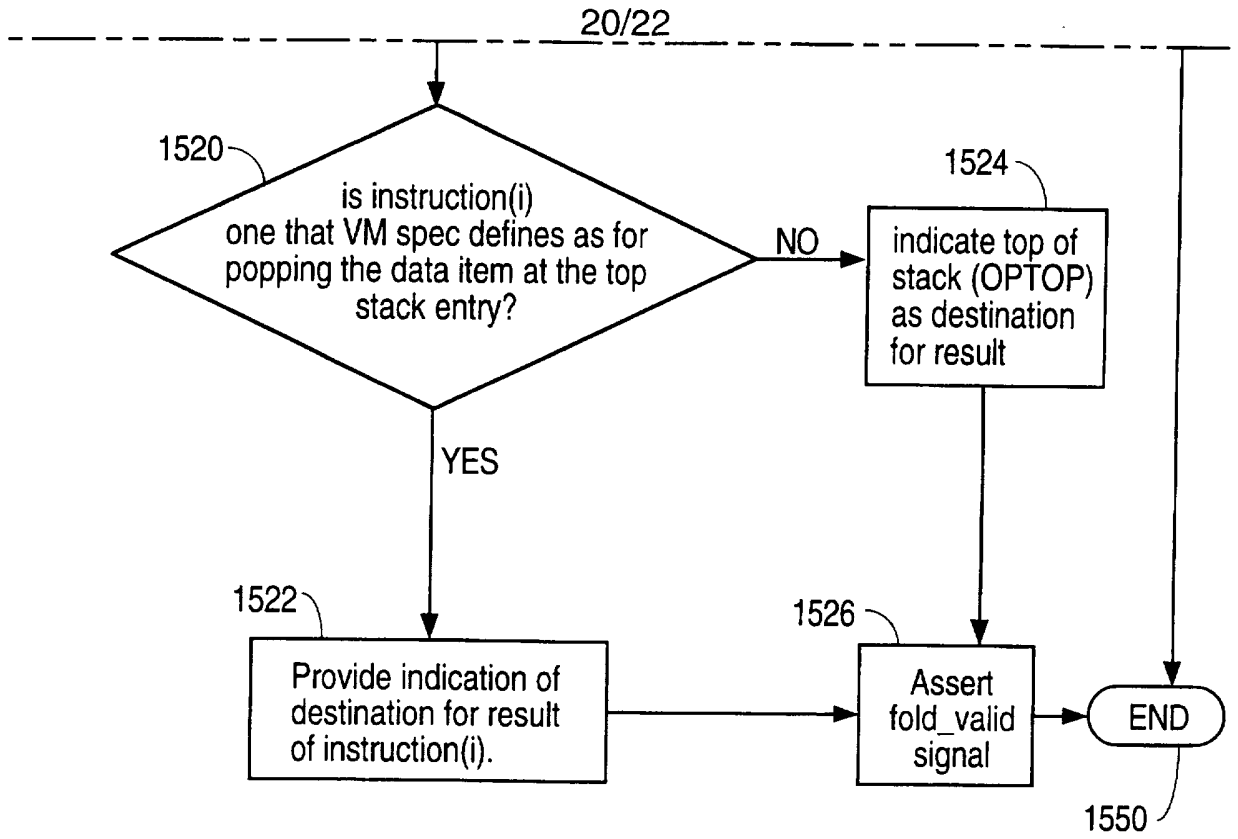 20/22
1520
is instruction(i)
one that VM spec defines as for
popping the data item at the top
stack entry?
NO
1524
indicate top of
stack (OPTOP)
as destination
for result
YES
1522
Provide indication of
destination for result
of instruction(i).
1526
Assert
fold_valid
signal
END
1550